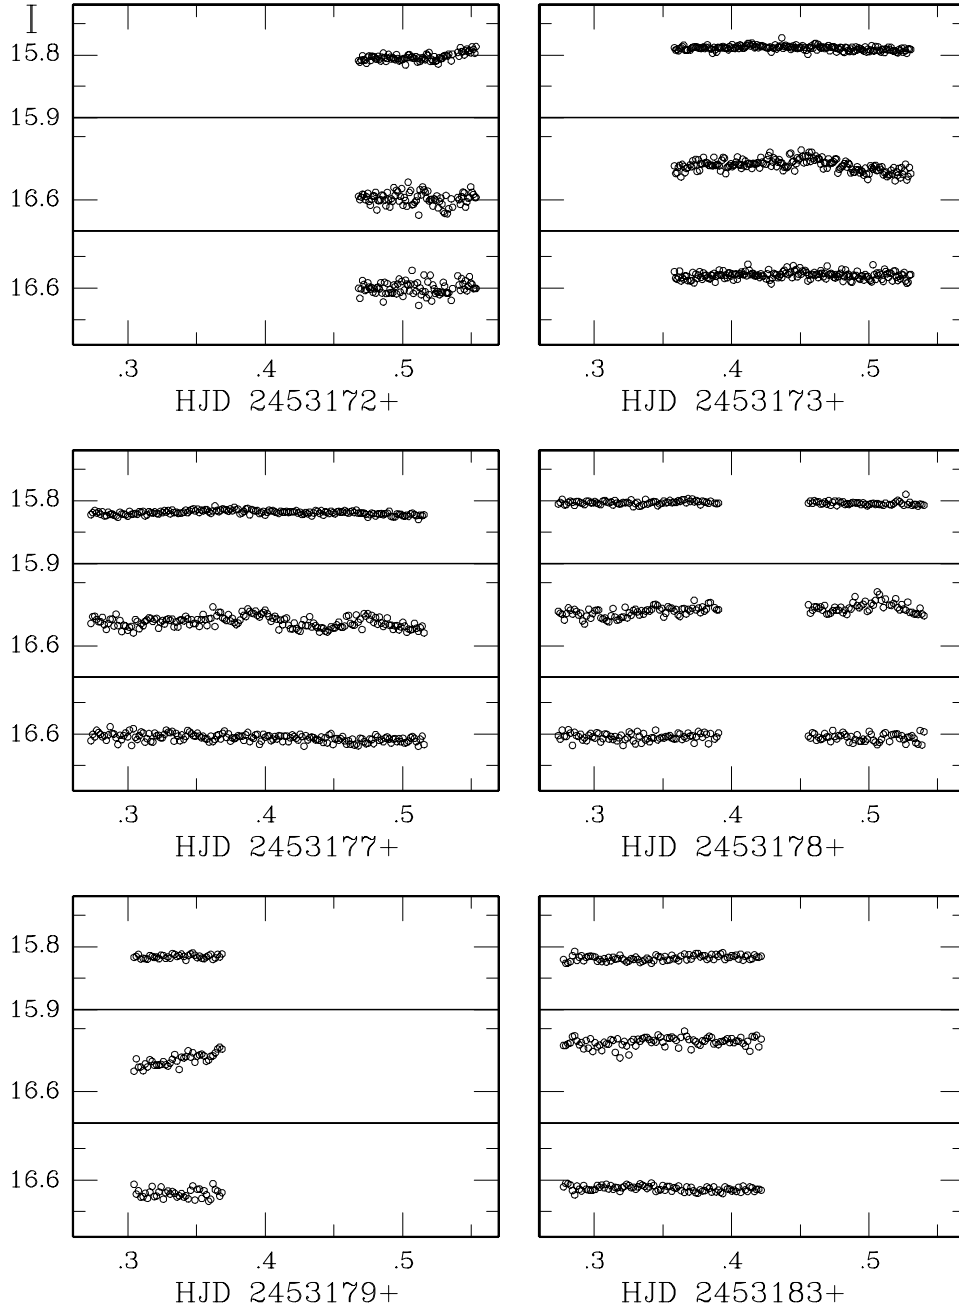 I
15.8
15.9
16.6
16.6
.3 .4 .5 .3 .4 .5
HJD 2453172+ HJD 2453173+
15.8
15.9
16.6
16.6
.3 .4 .5 .3 .4 .5
HJD 2453177+ HJD 2453178+
15.8
15.9
16.6
16.6
.3 .4 .5 .3 .4 .5
HJD 2453179+ HJD 2453183+